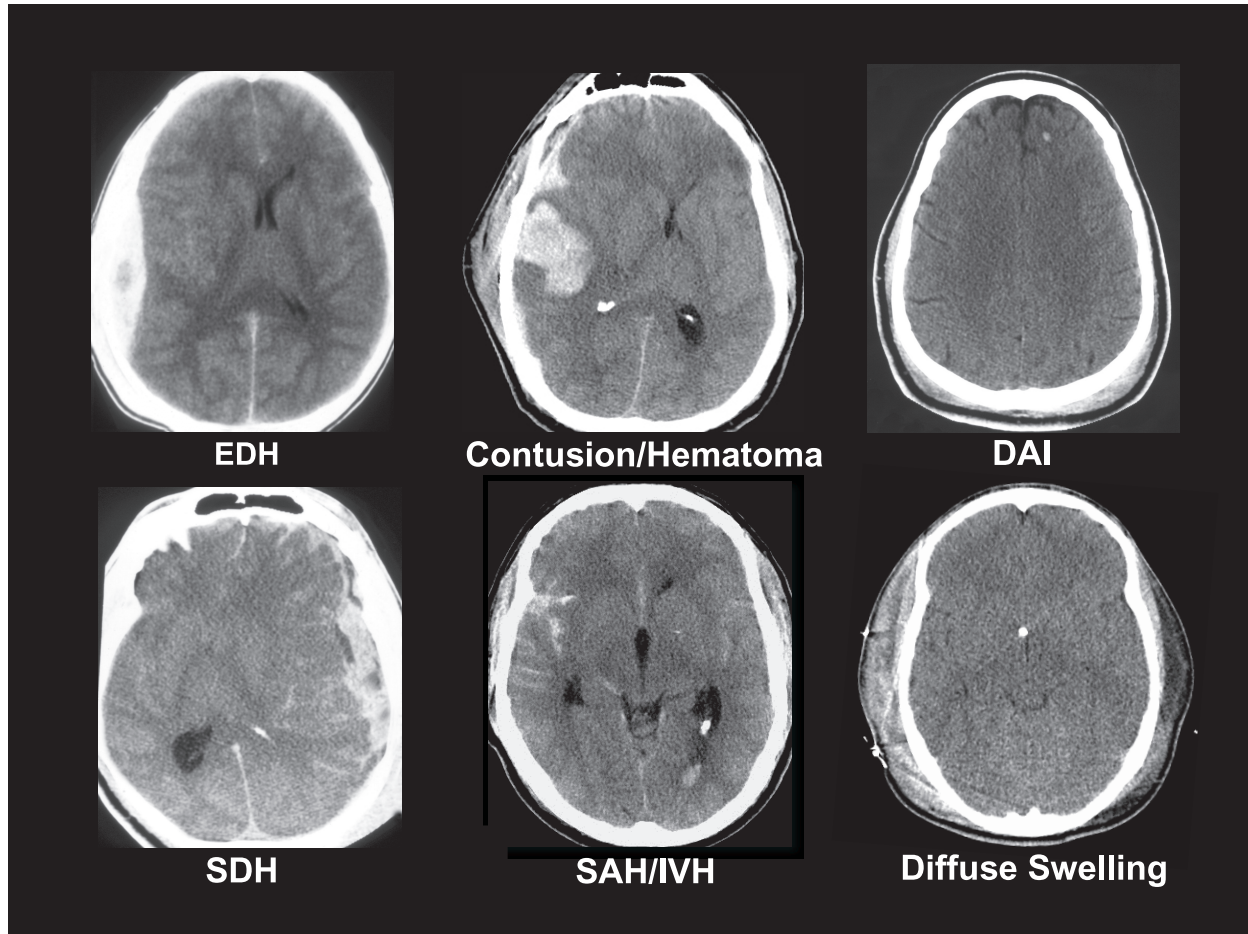 EDH
Contusion/Hematoma
DAI
SDH
SAH/IVH
Diffuse Swelling